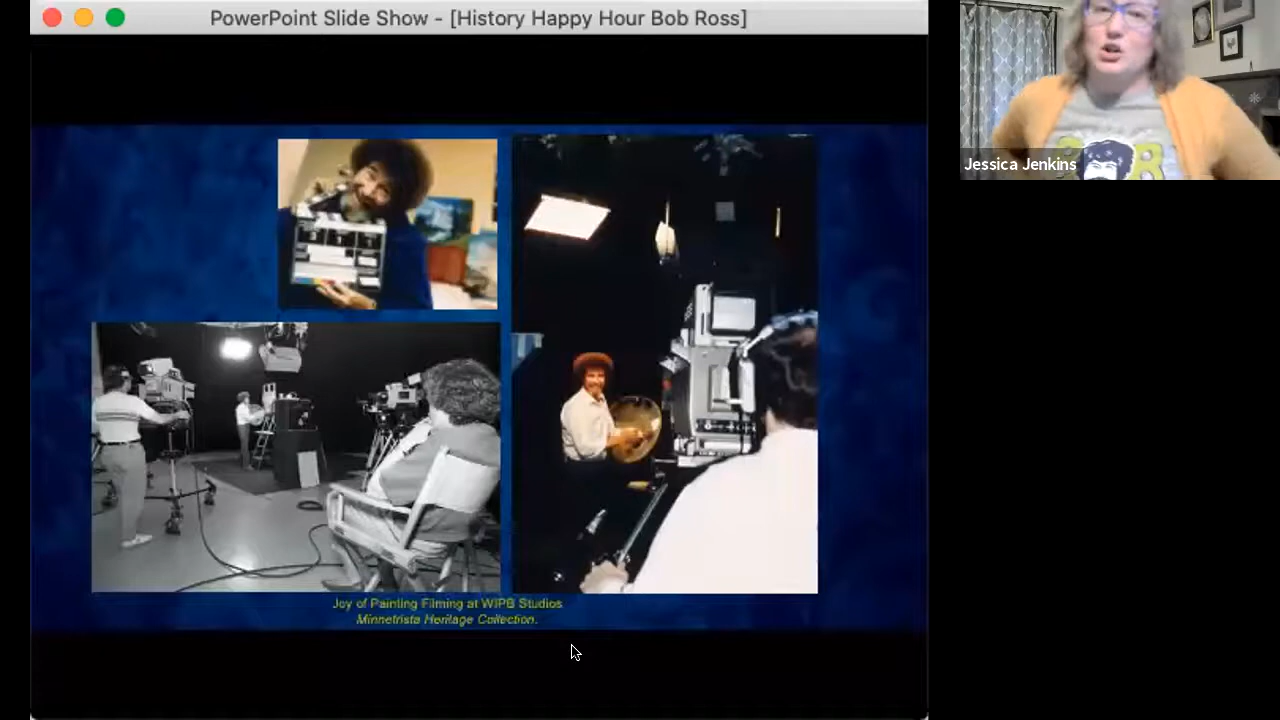 PowerPoint Slide Show - [History Happy Hour Bob Ross]
Jessica Jenkins
Joy of Painting Filming at WIPB Studios
Minnetrista Heritage Collection.